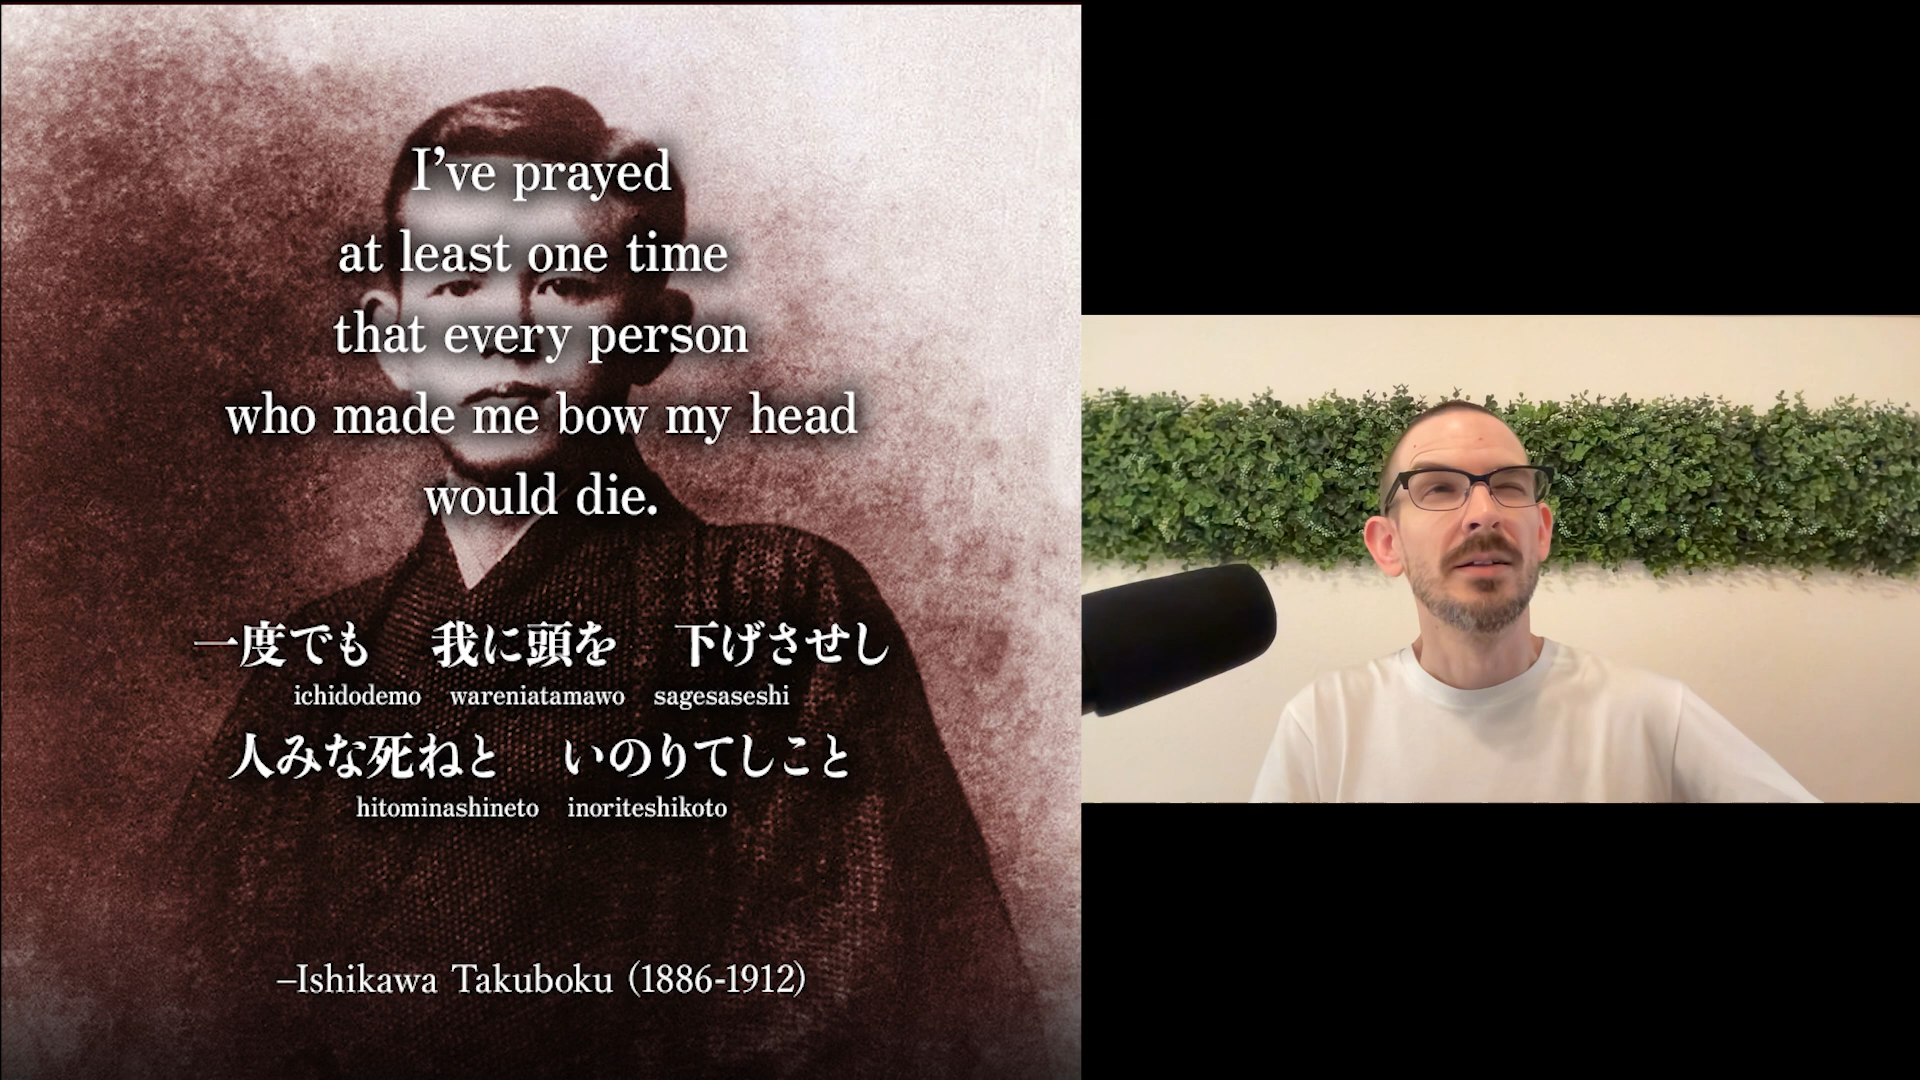 I’ve prayed
at least one time
that every person
who made me bow my head
would die.
一度でも 我に頭を 下げさせし
ichidodemo wareniatamawo sagesaseshi
人みな死ねと いのりてしこと
hitominashineto inoriteshikoto
–Ishikawa Takuboku (1886-1912)